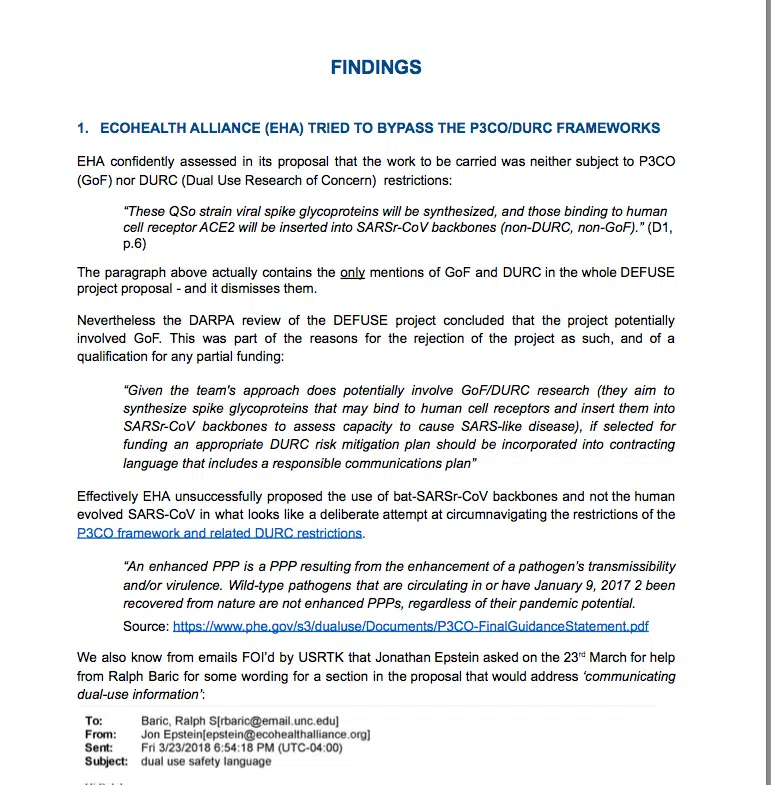 FINDINGS
1. ECOHEALTH ALLIANCE (EHA) TRIED TO BYPASS THE P3CO/DURC FRAMEWORKS
EHA confidently assessed in its proposal that the work to be carried was neither subject to P3CO
(GoF) nor DURC (Dual Use Research of Concern) restrictions:
“These QSo strain viral spike glycoproteins will be synthesized, and those binding to human
cell receptor ACE2 will be inserted into SARSr-CoV backbones (non-DURC, non-GoF).” (D1,
p.6)
The paragraph above actually contains the only mentions of GoF and DURC in the whole DEFUSE
project proposal - and it dismisses them.
Nevertheless the DARPA review of the DEFUSE project concluded that the project potentially
involved GoF. This was part of the reasons for the rejection of the project as such, and of a
qualification for any partial funding:
“Given the team's approach does potentially involve GoF/DURC research (they aim to
synthesize spike glycoproteins that may bind to human cell receptors and insert them into
SARSr-CoV backbones to assess capacity to cause SARS-like disease), if selected for
funding an appropriate DURC risk mitigation plan should be incorporated into contracting
language that includes a responsible communications plan”
Effectively EHA unsuccessfully proposed the use of bat-SARSr-CoV backbones and not the human
evolved SARS-CoV in what looks like a deliberate attempt at circumnavigating the restrictions of the
P3CO framework and related DURC restrictions.
“An enhanced PPP is a PPP resulting from the enhancement of a pathogen’s transmissibility
and/or virulence. Wild-type pathogens that are circulating in or have January 9, 2017 2 been
recovered from nature are not enhanced PPPs, regardless of their pandemic potential.
Source: https://www.phe.gov/s3/dualuse/Documents/P3CO-FinalGuidanceStatement.pdf
We also know from emails FOI’d by USRTK that Jonathan Epstein asked on the 23rd March for help
from Ralph Baric for some wording for a section in the proposal that would address ‘communicating
dual-use information’:
To: Baric, Ralph S[rbaric@email.unc.edu]
From: Jon Epstein[epstein@ecohealthalliance.org]
Sent: Fri 3/23/2018 6:54:18 PM (UTC-04:00)
Subject: dual use safety language